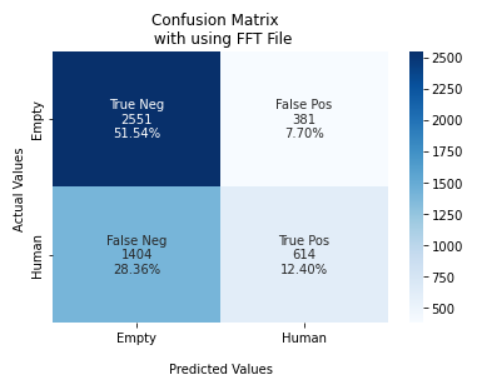 Confusion Matrix
with using FFT File
True Neg
2551
51.54%
False Pos
381
7.70%
False Neg
1404
28.36%
True Pos
614
12.40%
Empty
Human
Actual Values
Empty
Human
Predicted Values
2500
2250
2000
1750
1500
1250
1000
750
500